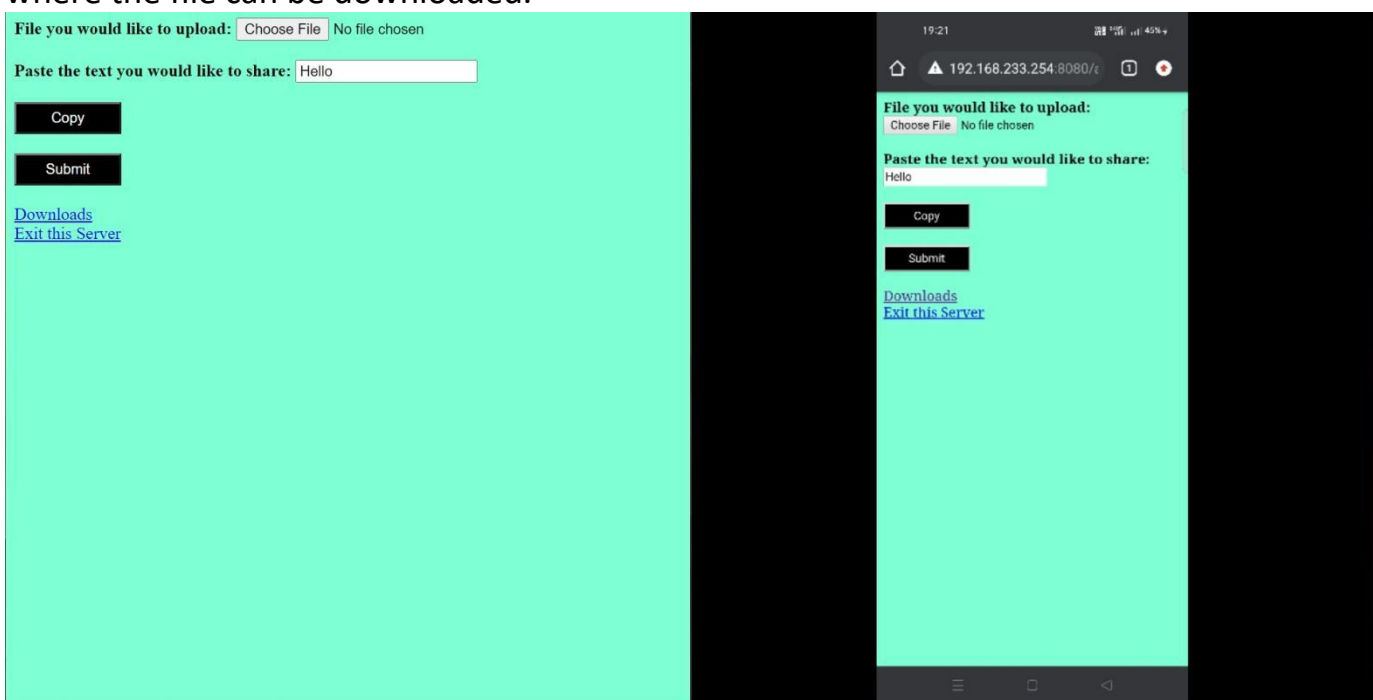 where the file can be downloaded.
File you would like to upload: Choose File No file chosen
Paste the text you would like to share: Hello
Copy
Submit
Downloads
Exit this Server
19:21
45%
192.168.233.254:8080/
1
File you would like to upload:
Choose File No file chosen
Paste the text you would like to share:
Hello
Copy
Submit
Downloads
Exit this Server